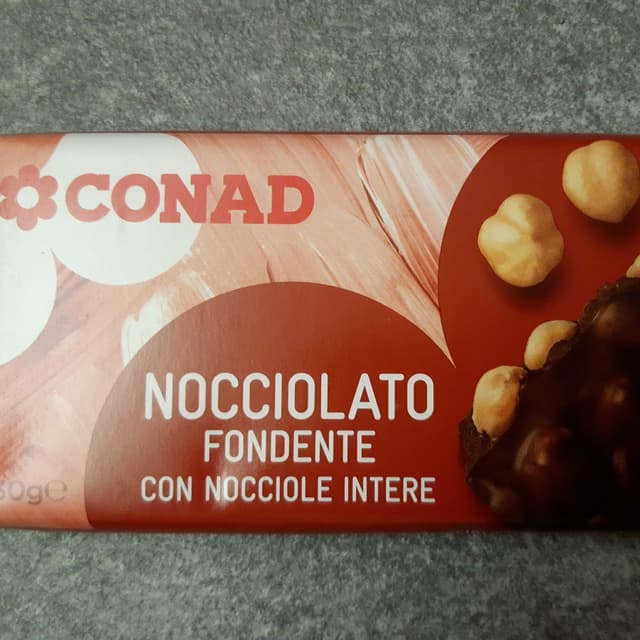 CONAD
NOCCIOLATO
FONDENTE
CON NOCCIOLE INTERE